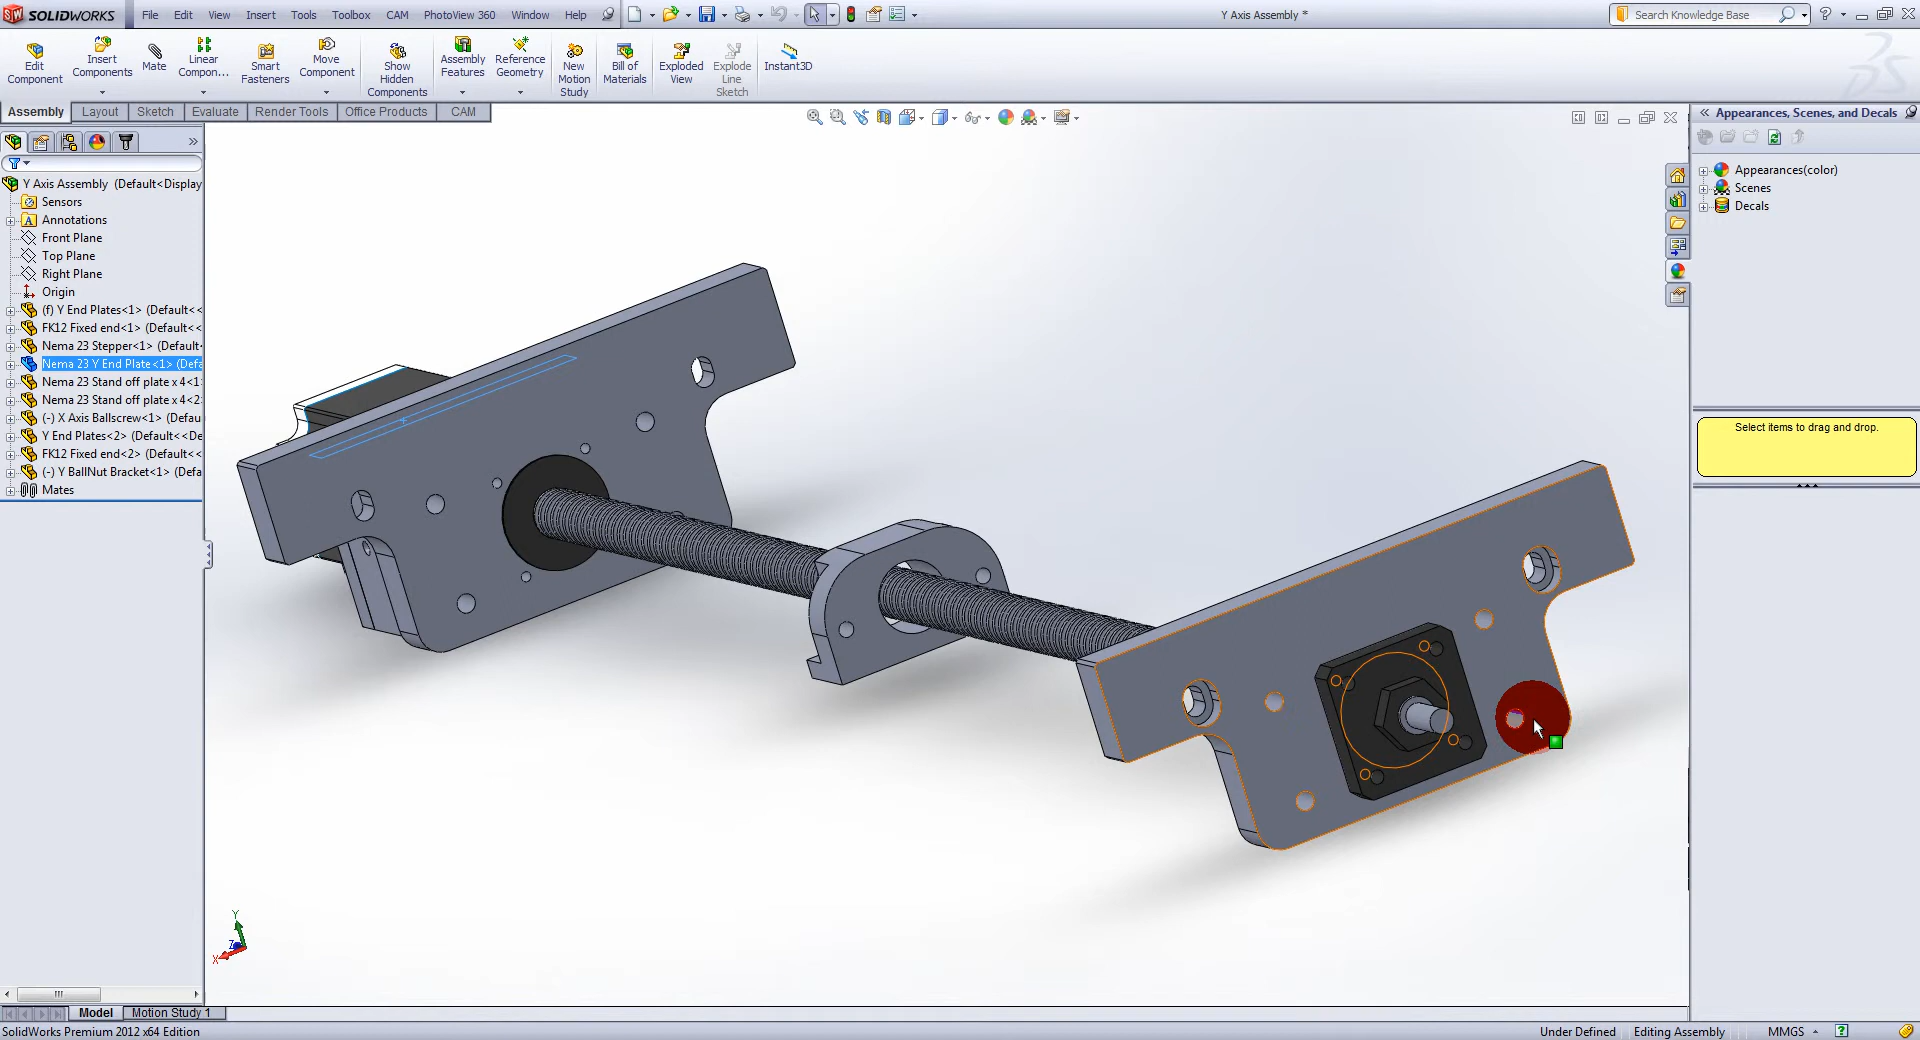 SOLIDWORKS File Edit View Insert Tools Toolbox CAM PhotoView 360 Window Help Y Axis Assembly * Search Knowledge Base
Edit Component
Insert Components
Mate
Linear Compon...
Smart Fasteners
Move Component
Show Hidden Components
Assembly Features
Reference Geometry
New Motion Study
Bill of Materials
Exploded View
Explode Line Sketch
Instant3D
Assembly Layout Sketch Evaluate Render Tools Office Products CAM
Y Axis Assembly (Default<Display
Sensors
Annotations
Front Plane
Top Plane
Right Plane
Origin
(f) Y End Plates<1> (Default<<
FK12 Fixed end<1> (Default<<
Nema 23 Stepper<1> (Default<
Nema 23 Y End Plate<1> (Defa
Nema 23 Stand off plate x 4<1>
Nema 23 Stand off plate x 4<2>
(-) X Axis Ballscrew<1> (Defau
Y End Plates<2> (Default<<De
FK12 Fixed end<2> (Default<<
(-) Y BallNut Bracket<1> (Defa
Mates
Y
Z
X
Appearances, Scenes, and Decals
Appearances(color)
Scenes
Decals
Select items to drag and drop.
Model Motion Study 1
SolidWorks Premium 2012 x64 Edition Under Defined Editing Assembly MMGS